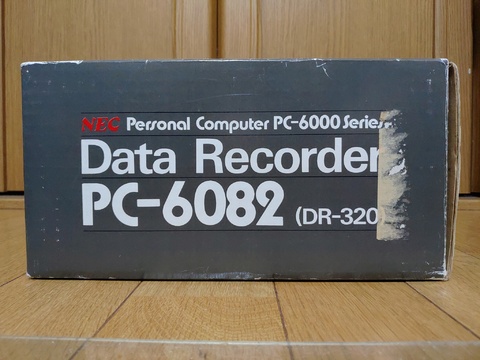 NEC Personal Computer PC-6000 Series
Data Recorder
PC-6082 (DR-320)